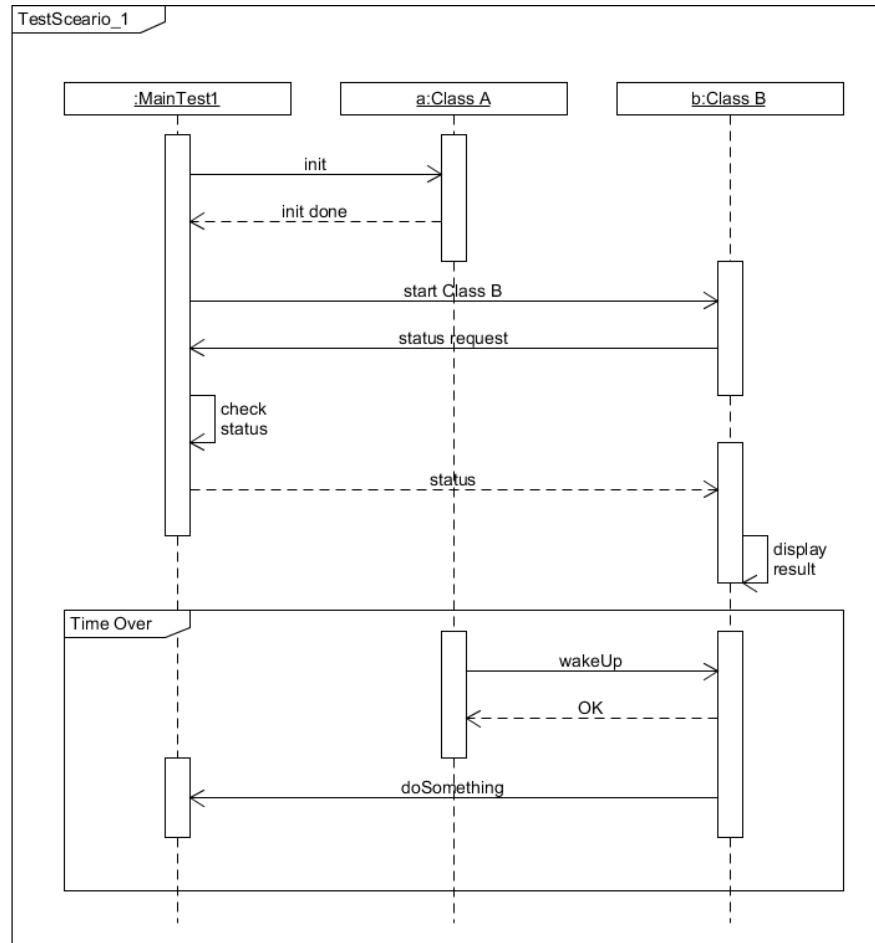 TestSceario_1
:MainTest1
a:Class A
b:Class B
init
init done
start Class B
status request
check
status
status
display
result
Time Over
wakeUp
OK
doSomething